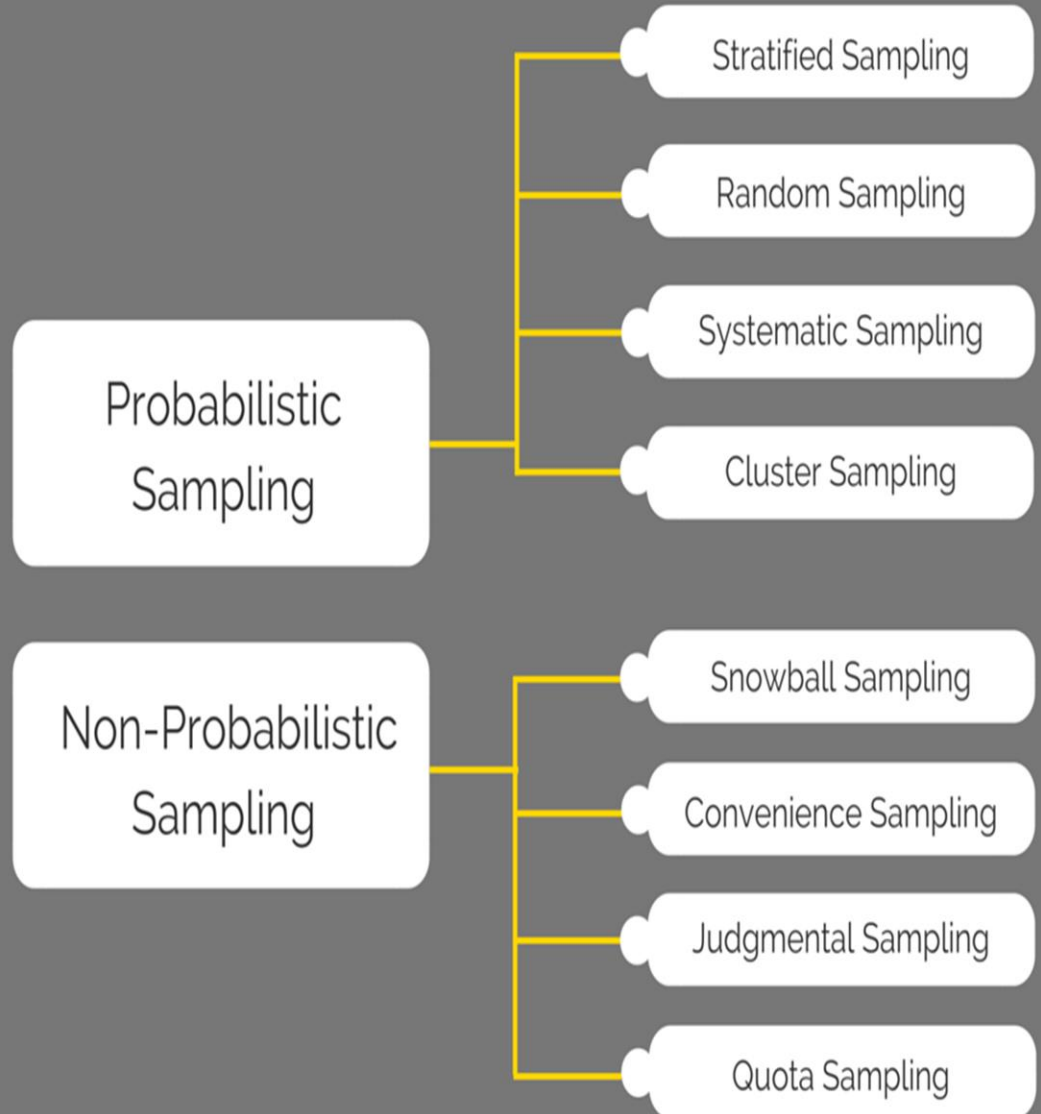 Probabilistic
Sampling
Stratified Sampling
Random Sampling
Systematic Sampling
Cluster Sampling
Non-Probabilistic
Sampling
Snowball Sampling
Convenience Sampling
Judgmental Sampling
Quota Sampling